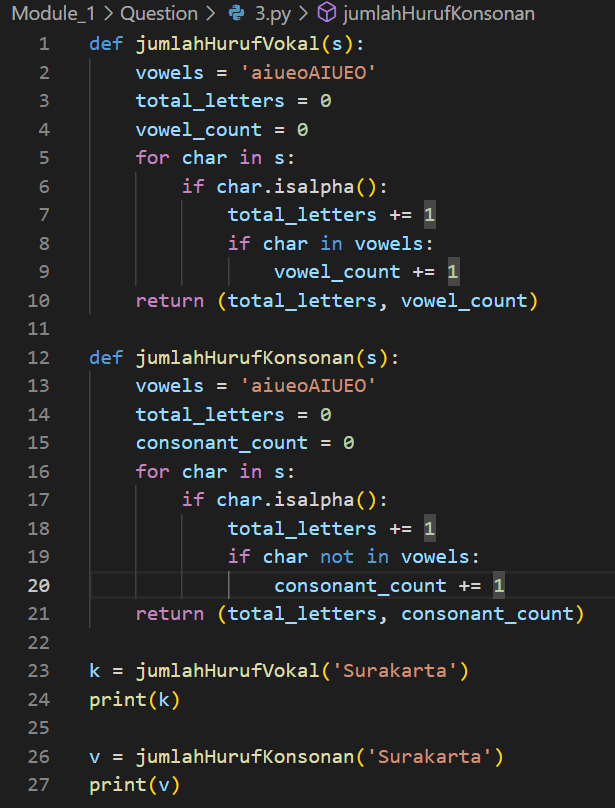 Module_1 > Question > 3.py > jumlahHurufKonsonan
1 def jumlahHurufVokal(s):
2     vowels = 'aiueoAIUEO'
3     total_letters = 0
4     vowel_count = 0
5     for char in s:
6         if char.isalpha():
7             total_letters += 1
8             if char in vowels:
9                 vowel_count += 1
10     return (total_letters, vowel_count)
11
12 def jumlahHurufKonsonan(s):
13     vowels = 'aiueoAIUEO'
14     total_letters = 0
15     consonant_count = 0
16     for char in s:
17         if char.isalpha():
18             total_letters += 1
19             if char not in vowels:
20                 consonant_count += 1
21     return (total_letters, consonant_count)
22
23 k = jumlahHurufVokal('Surakarta')
24 print(k)
25
26 v = jumlahHurufKonsonan('Surakarta')
27 print(v)